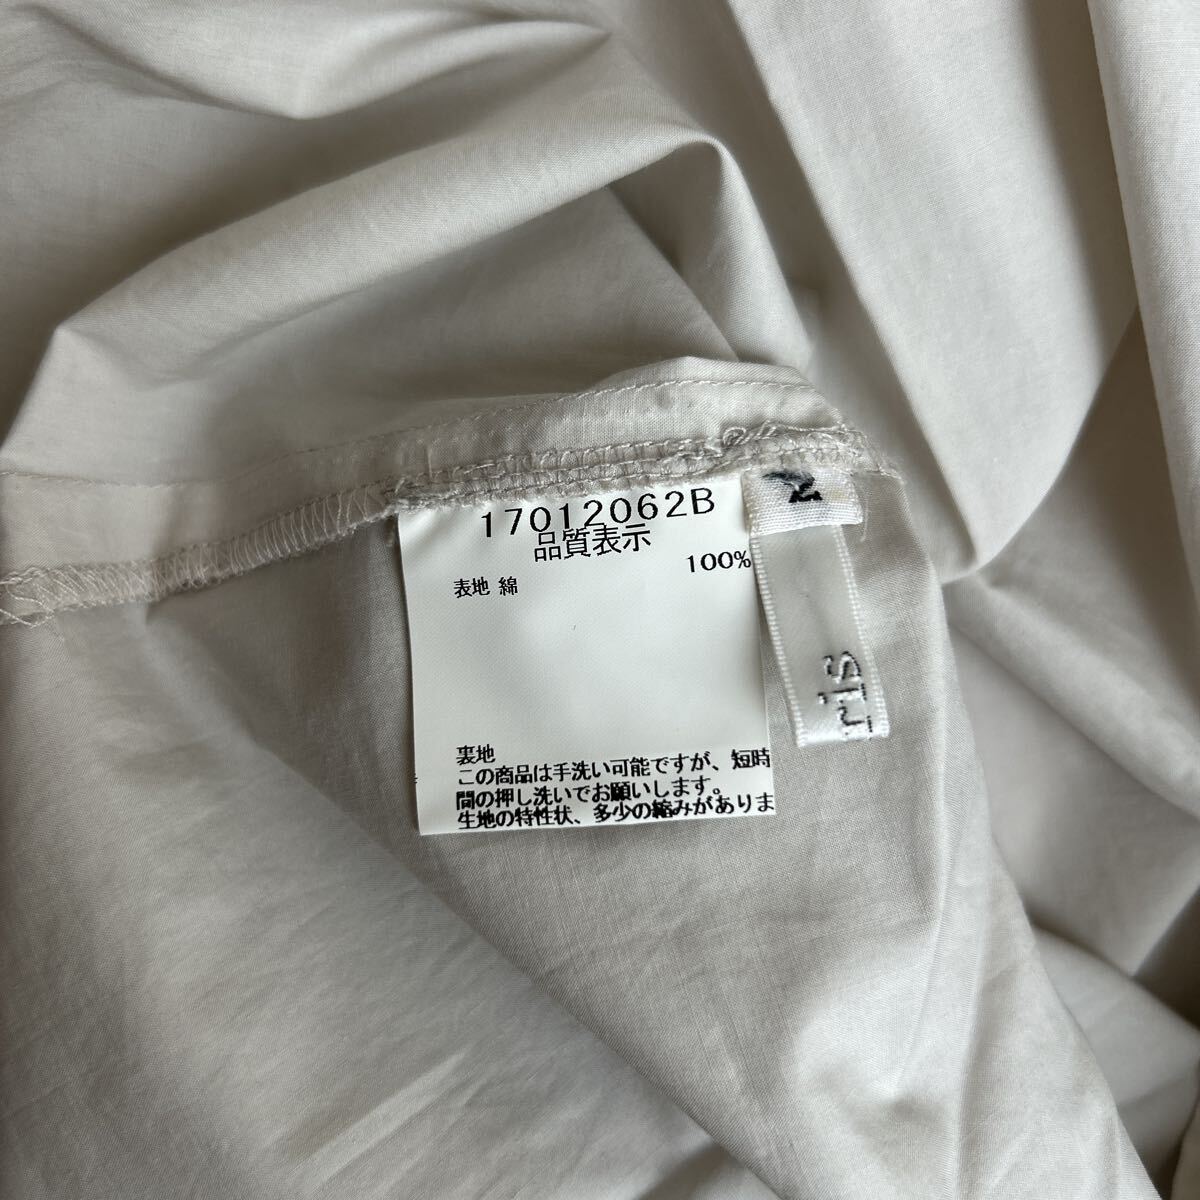 17012062B
品質表示
100%
表地 綿
裏地
この商品は手洗い可能ですが、短時
間の押し洗いでお願いします。
生地の特性状、多少の縮みがありま
2
ris